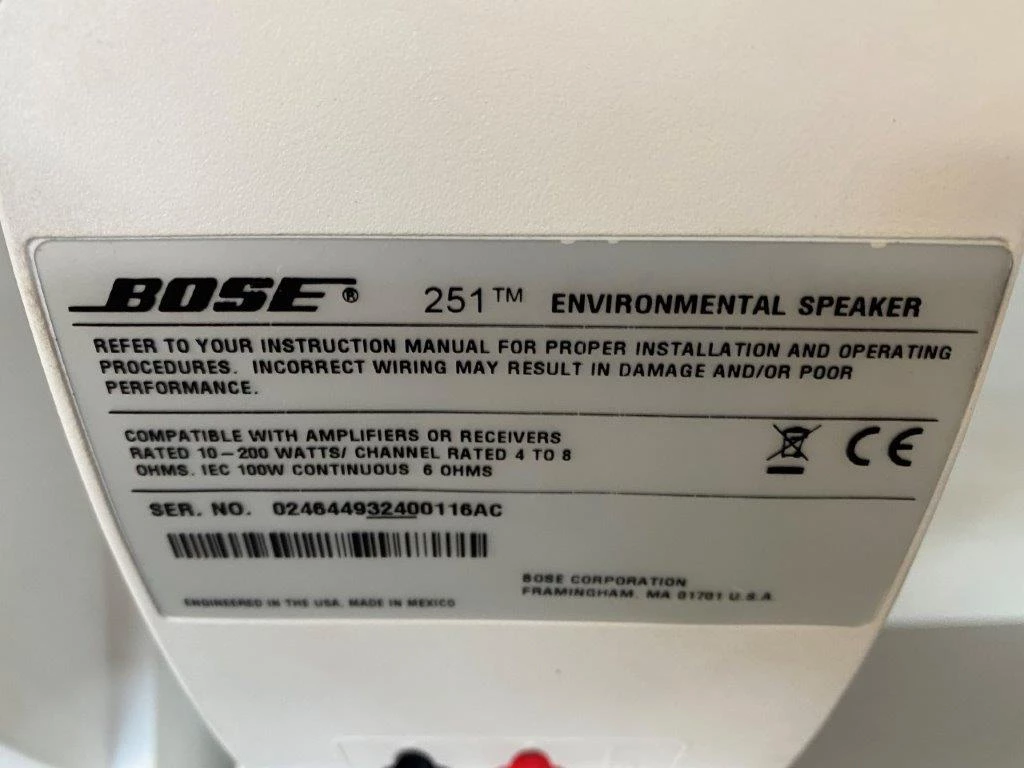 BOSE® 251™ ENVIRONMENTAL SPEAKER
REFER TO YOUR INSTRUCTION MANUAL FOR PROPER INSTALLATION AND OPERATING
PROCEDURES. INCORRECT WIRING MAY RESULT IN DAMAGE AND/OR POOR
PERFORMANCE.
COMPATIBLE WITH AMPLIFIERS OR RECEIVERS
RATED 10–200 WATTS/ CHANNEL RATED 4 TO 8
OHMS. IEC 100W CONTINUOUS 6 OHMS
CE
SER. NO. 024644932400116AC
BOSE CORPORATION
FRAMINGHAM, MA 01701 U.S.A.
ENGINEERED IN THE USA. MADE IN MEXICO